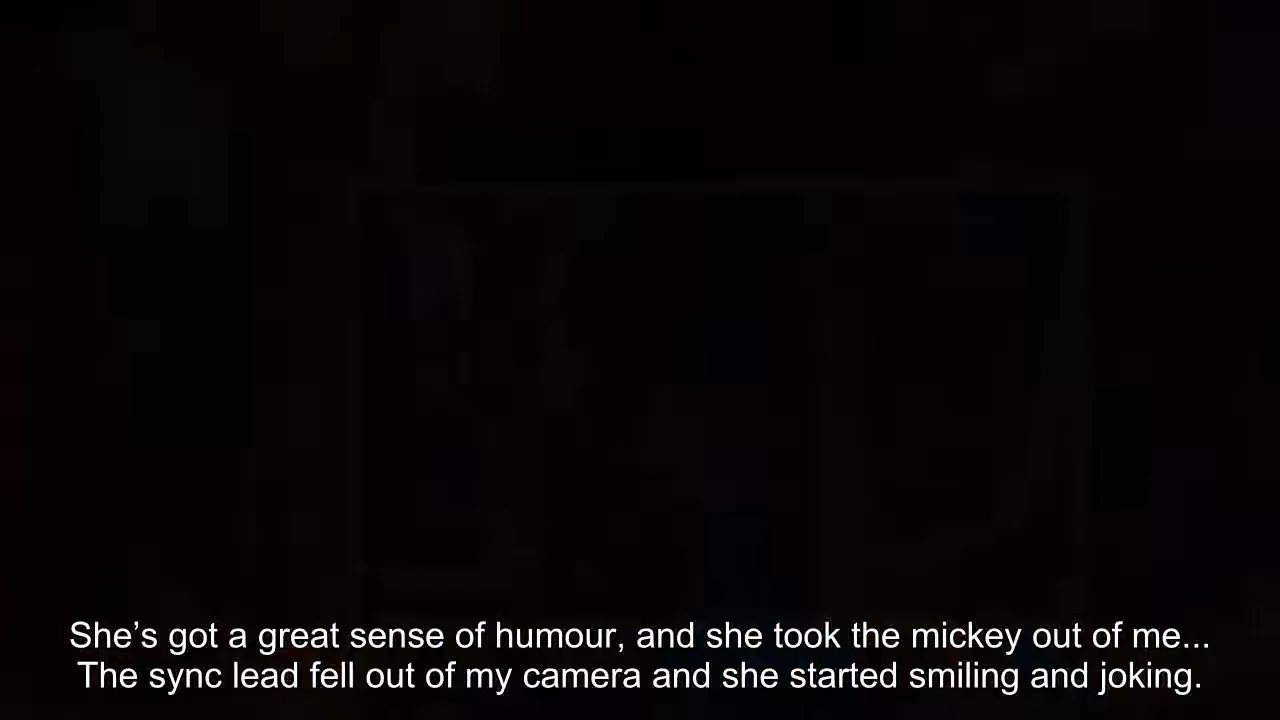 She’s got a great sense of humour, and she took the mickey out of me...
The sync lead fell out of my camera and she started smiling and joking.